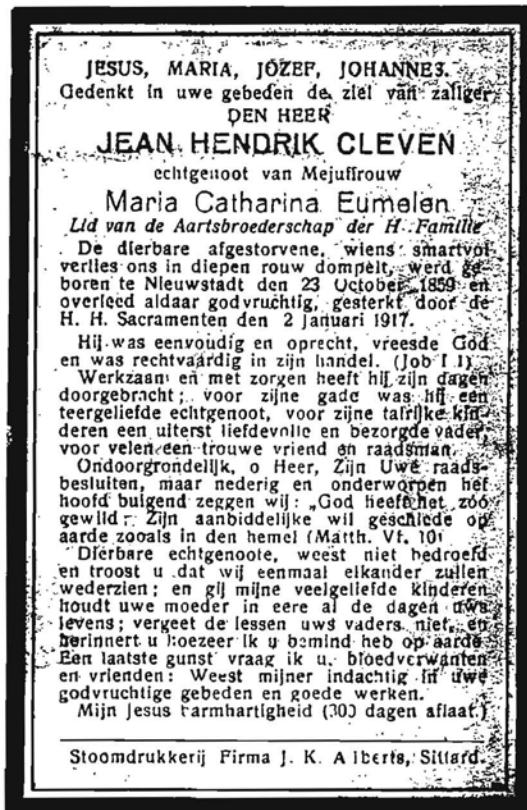 JESUS, MARIA, JOZEF, JOHANNES.
Gedenkt in uwe gebeden de ziel van zaliger
DEN HEER
JEAN HENDRIK CLEVEN
echtgenoot van Mejuffrouw
Maria Catharina Eumelen
Lid van de Aartsbroederschap der H. Familie
De dierbare afgestorvene, wiens smartvol
verlies ons in diepen rouw dompelt, werd ge-
boren te Nieuwstadt den 23 October 1859 en
overleed aldaar godvruchtig, gesterkt door de
H. H. Sacramenten den 2 Januari 1917.
Hij was eenvoudig en oprecht, vreesde God
en was rechtvaardig in zijn handel. (Job I 1)
Werkzaam en met zorgen heeft hij zijn dagen
doorgebracht; voor zijne gade was hij een
teergeliefde echtgenoot, voor zijne talrijke kin-
deren een uiterst liefdevolle en bezorgde vader,
voor velen een trouwe vriend en raadsman.
Ondoorgrondelijk, o Heer, Zijn Uwe raads-
besluiten, maar nederig en onderworpen het
hoofd buigend zeggen wij: „God heeft het zóó
gewild: Zijn aanbiddelijke wil geschiede op
aarde zooals in den hemel (Matth. VI. 10)
Dierbare echtgenoote, weest niet bedroefd
en troost u dat wij eenmaal elkander zullen
wederzien; en gij mijne veelgeliefde kinderen
houdt uwe moeder in eere al de dagen uws
levens; vergeet de lessen uws vaders niet, en
herinnert u hoezeer ik u bemind heb op aarde
Een laatste gunst vraag ik u, bloedverwanten
en vrienden: Weest mijner indachtig in uwe
godvruchtige gebeden en goede werken.
Mijn Jesus barmhartigheid (300 dagen aflaat.)
Stoomdrukkerij Firma J. K. Alberts, Sittard.